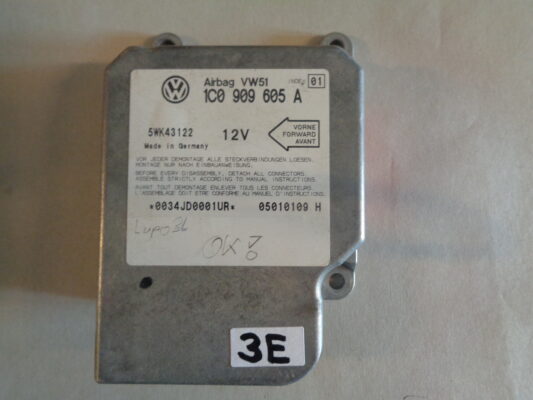 Airbag VW51 INDEX 01
1C0 909 605 A
5WK43122 12V
Made in Germany
VORNE
FORWARD
AVANT
VOR JEDER DEMONTAGE ALLE STECKVERBINDUNGEN LOESEN.
MONTAGE NUR NACH EINBAUANWEISUNG.
BEFORE EVERY DISASSEMBLY, DETACH ALL CONNECTORS.
ASSEMBLE STRICTLY ACCORDING TO MANUAL INSTRUCTIONS.
AVANT TOUT DEMONTAGE ENLEVER TOUS LES CONNECTEURS.
L'ASSEMBLAGE DOIT ETRE CONFORME AU MANUEL D'INSTRUCTIONS.
*0034JD0001UR* 05010109 H
Lupo 3L
OK!
3E